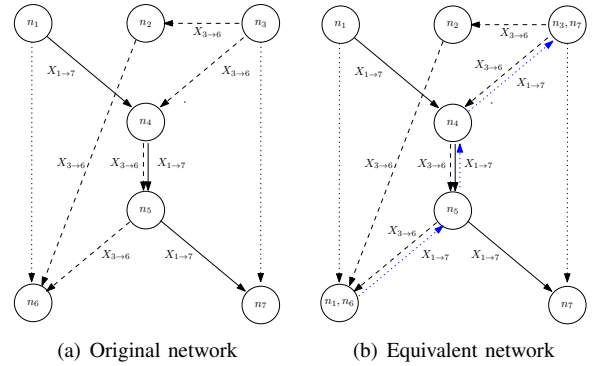 n₁ n₂ n₃ n₁ n₂ n₃, n₇
X₃→₆ X₃→₆
X₁→₇ X₃→₆ X₁→₇ X₃→₆ X₁→₇
n₄ n₄
X₃→₆ X₁→₇ X₃→₆ X₃→₆ X₁→₇
X₃→₆
n₅ n₅
X₃→₆ X₁→₇ X₃→₆ X₁→₇ X₁→₇
n₆ n₇ n₁, n₆ n₇
(a) Original network (b) Equivalent network